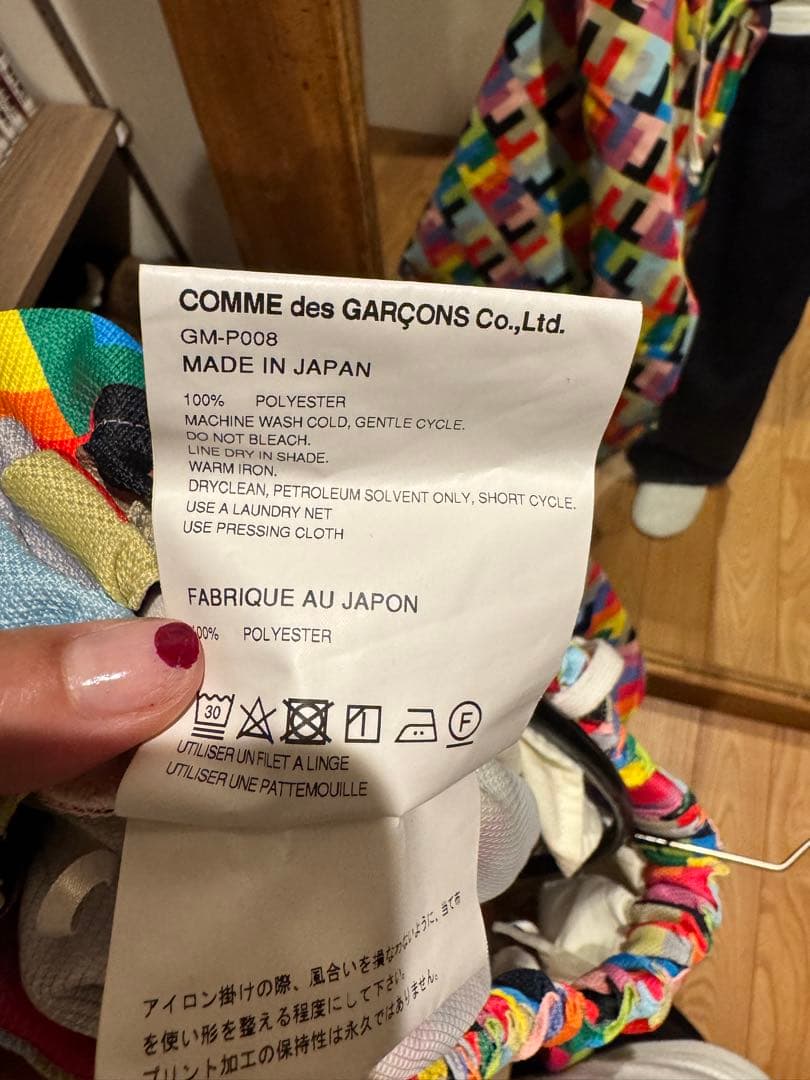 COMME des GARÇONS Co.,Ltd.
GM-P008
MADE IN JAPAN
100% POLYESTER
MACHINE WASH COLD, GENTLE CYCLE.
DO NOT BLEACH.
LINE DRY IN SHADE.
WARM IRON.
DRYCLEAN, PETROLEUM SOLVENT ONLY, SHORT CYCLE.
USE A LAUNDRY NET
USE PRESSING CLOTH
FABRIQUE AU JAPON
00% POLYESTER
30 F
UTILISER UN FILET A LINGE
UTILISER UNE PATTEMOUILLE
アイロン掛けの際、風合いを損なわないように、当て布
を使い形を整える程度にして下さい。
プリント加工の保持性は永久ではありません。